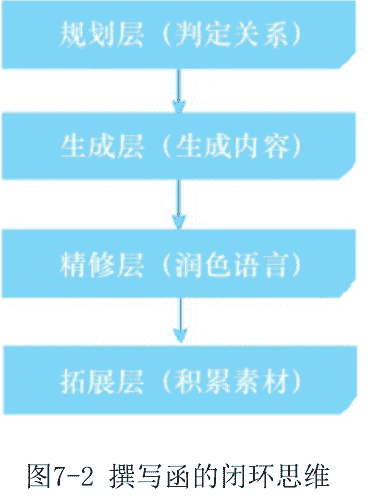 规划层（判定关系）
生成层（生成内容）
精修层（润色语言）
拓展层（积累素材）
图7-2 撰写函的闭环思维